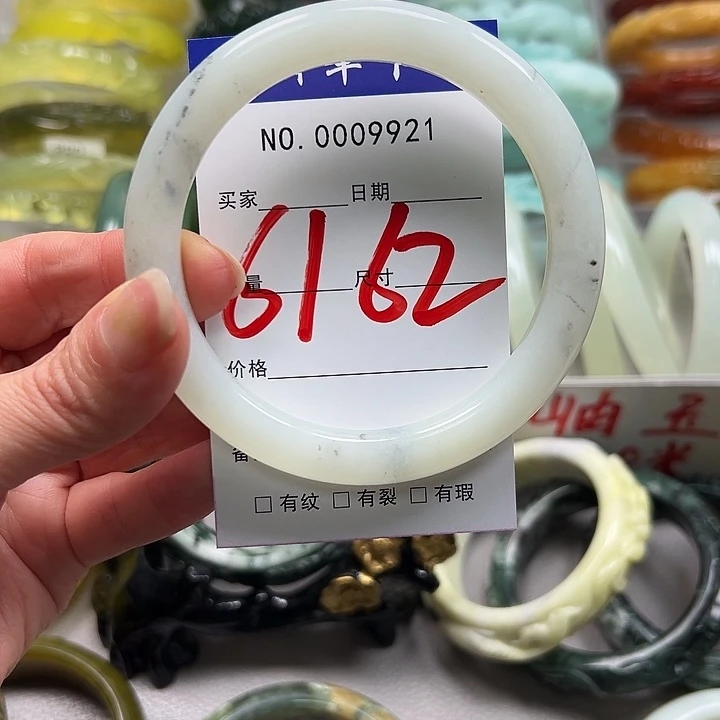 NO. 0009921
买家 日期
6162
量 尺寸
价格
□ 有纹 □ 有裂 □ 有瑕